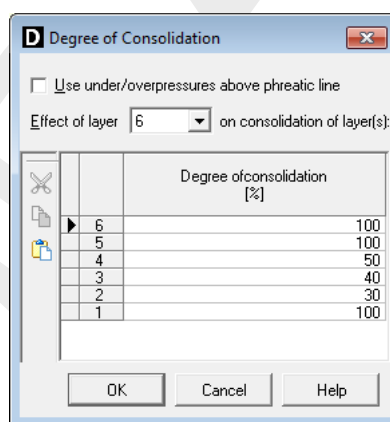 D Degree of Consolidation
Use under/overpressures above phreatic line
Effect of layer 6 on consolidation of layer(s):
Degree ofconsolidation
[%]
6 100
5 100
4 50
3 40
2 30
1 100
OK Cancel Help